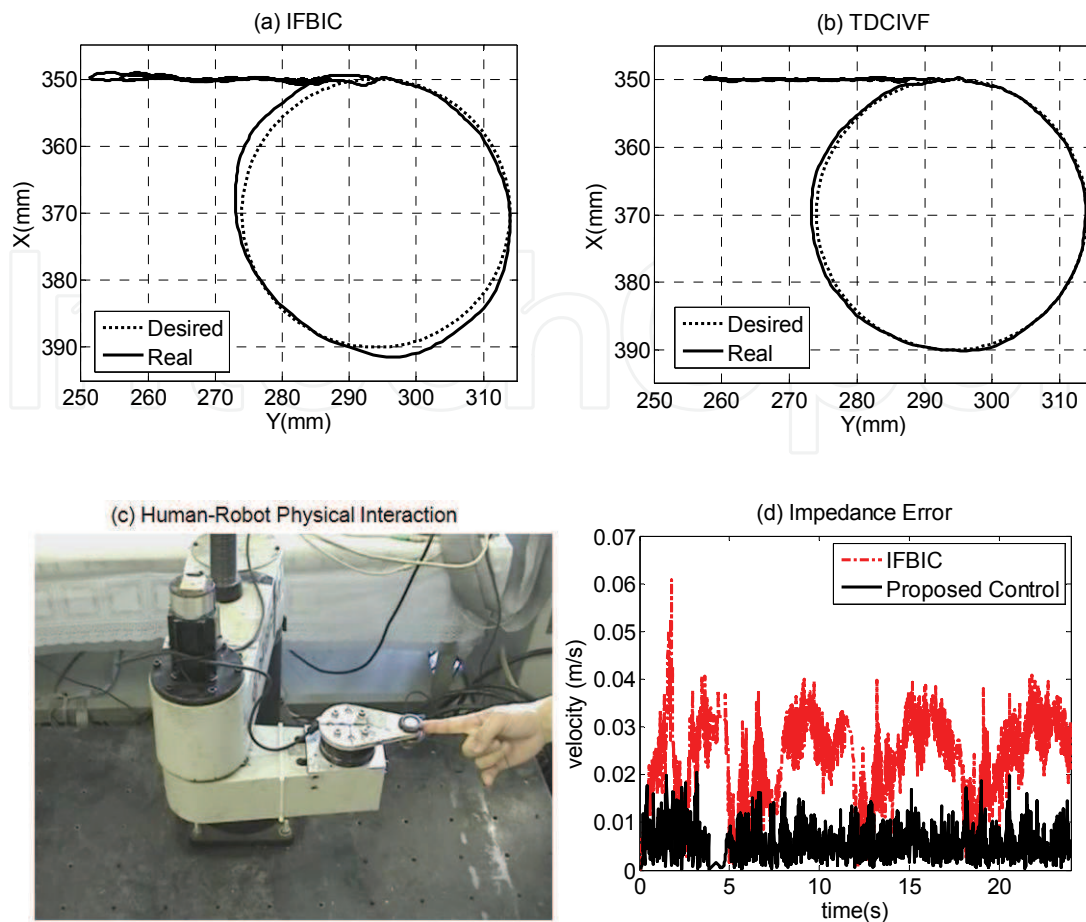 (a) IFBIC
350
360
370
380
390
X(mm)
Desired
Real
250 260 270 280 290 300 310
Y(mm)
(b) TDCIVF
350
360
370
380
390
X(mm)
Desired
Real
250 260 270 280 290 300 310
Y(mm)
(c) Human-Robot Physical Interaction
(d) Impedance Error
0.07
0.06
0.05
0.04
0.03
0.02
0.01
0
velocity (m/s)
IFBIC
Proposed Control
0 5 10 15 20
time(s)